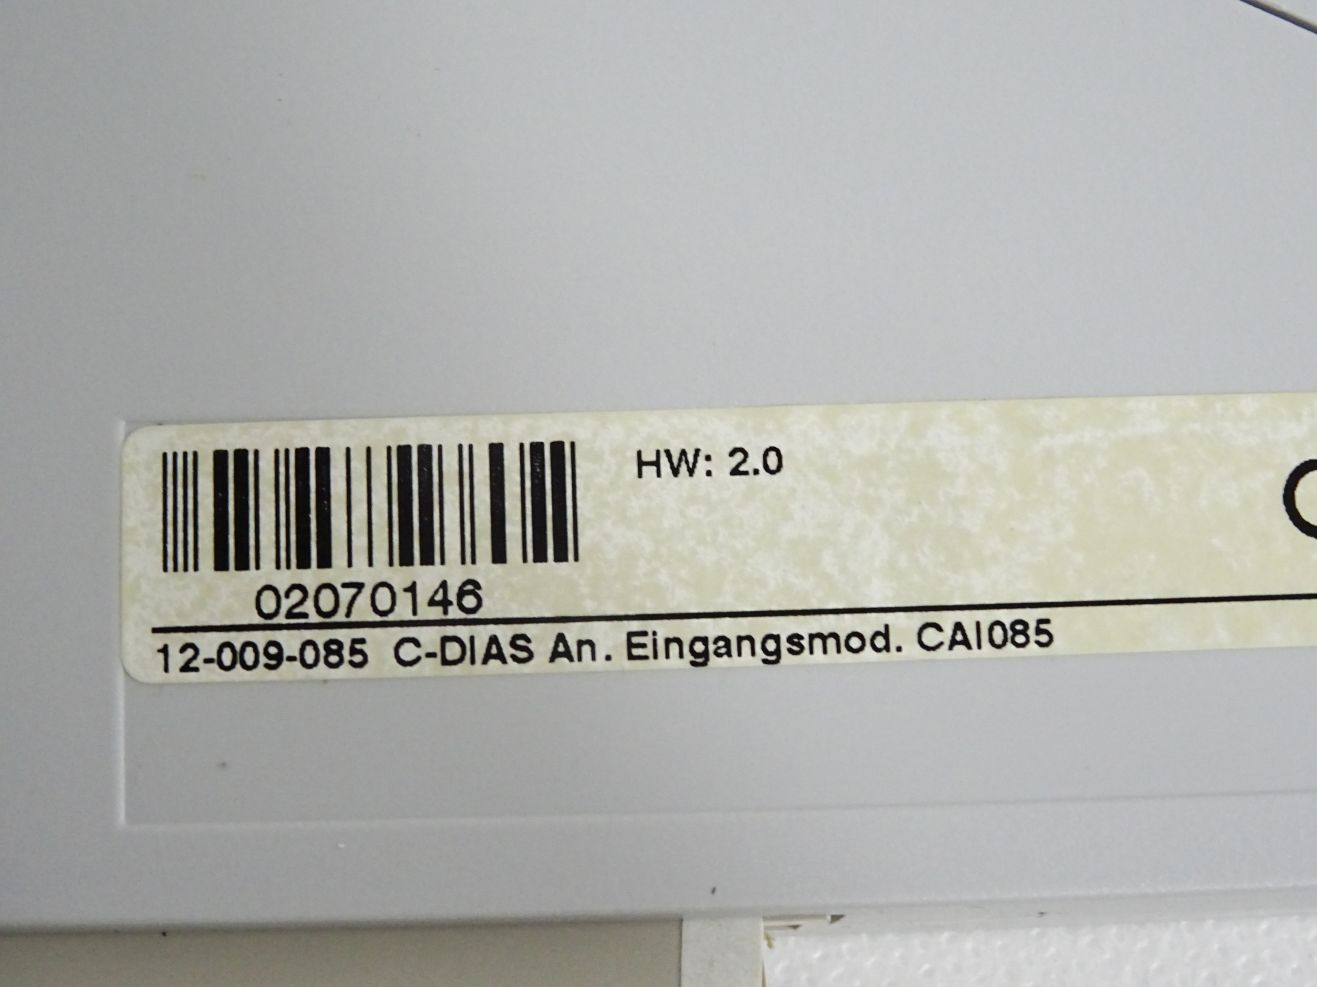 HW: 2.0
02070146
12-009-085 C-DIAS An. Eingangsmod. CAI085